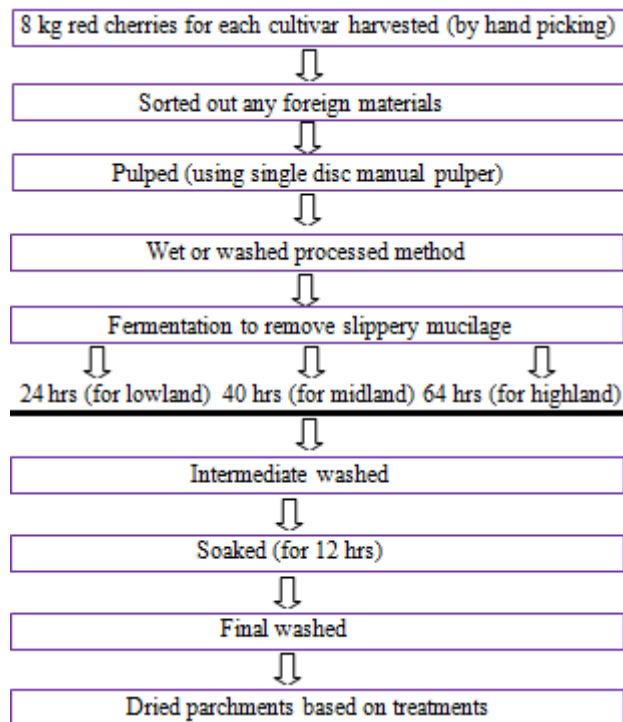 8 kg red cherries for each cultivar harvested (by hand picking)
Sorted out any foreign materials
Pulped (using single disc manual pulper)
Wet or washed processed method
Fermentation to remove slippery mucilage
24 hrs (for lowland) 40 hrs (for midland) 64 hrs (for highland)
Intermediate washed
Soaked (for 12 hrs)
Final washed
Dried parchments based on treatments